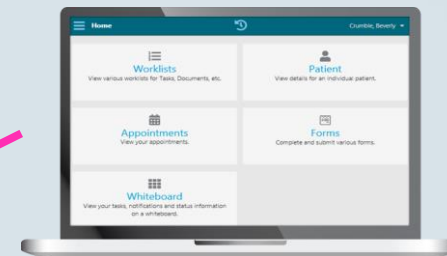 Home
Crumble, Beverly
Worklists
View various worklists for Tasks, Documents, etc.
Patient
View details for an individual patient.
Appointments
View your appointments.
Forms
Complete and submit various forms.
Whiteboard
View your tasks, notifications and status information
on a whiteboard.